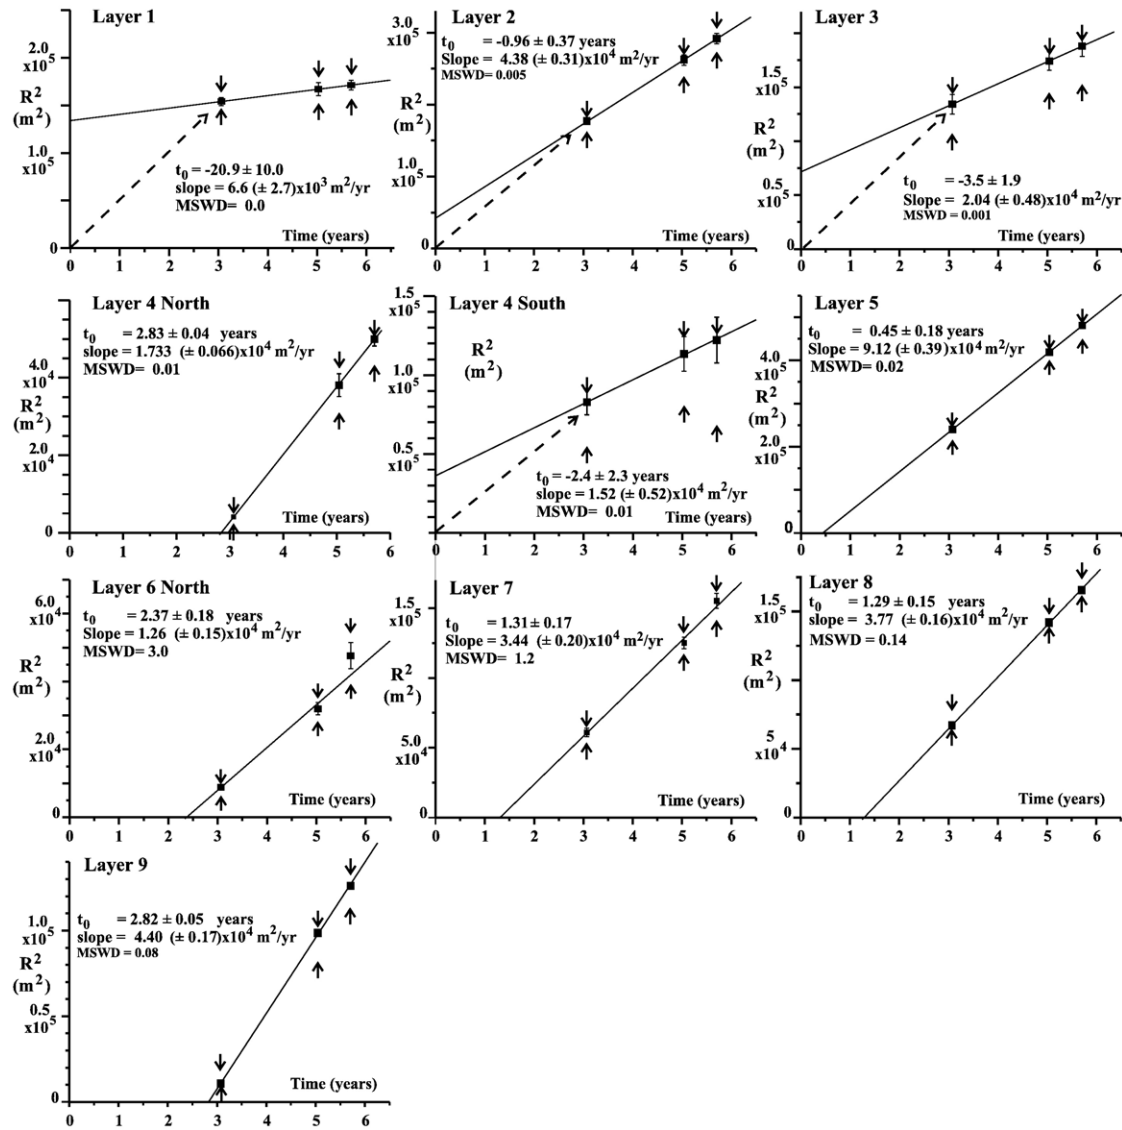 Layer 1
2.0
x10^5
R^2
(m^2)
1.0
x10^5
t_0 = -20.9 ± 10.0
slope = 6.6 (± 2.7)x10^3 m^2/yr
MSWD = 0.0
0
Time (years)
0 1 2 3 4 5 6
Layer 2
3.0
x10^5
t_0 = -0.96 ± 0.37 years
Slope = 4.38 (± 0.31)x10^4 m^2/yr
MSWD= 0.005
R^2
(m^2)
1.0
x10^5
0
Time (years)
0 1 2 3 4 5 6
Layer 3
1.5
x10^5
R^2
(m^2)
0.5
x10^5
t_0 = -3.5 ± 1.9
Slope = 2.04 (± 0.48)x10^4 m^2/yr
MSWD = 0.001
0
Time (years)
0 1 2 3 4 5 6
Layer 4 North
t_0 = 2.83 ± 0.04 years
slope = 1.733 (± 0.066)x10^4 m^2/yr
MSWD= 0.01
4.0
x10^4
R^2
(m^2)
2.0
x10^4
0
Time (years)
0 1 2 3 4 5 6
Layer 4 South
1.5
x10^5
R^2
(m^2)
1.0
x10^5
0.5
x10^5
t_0 = -2.4 ± 2.3 years
slope = 1.52 (± 0.52)x10^4 m^2/yr
MSWD= 0.01
0
Time (years)
0 1 2 3 4 5 6
Layer 5
t_0 = 0.45 ± 0.18 years
Slope= 9.12 (± 0.39)x10^4 m^2/yr
MSWD= 0.02
4.0
x10^5
R^2
(m^2)
2.0
x10^5
0
Time (years)
0 1 2 3 4 5 6
Layer 6 North
6.0
x10^4
t_0 = 2.37 ± 0.18 years
Slope= 1.26 (± 0.15)x10^4 m^2/yr
MSWD= 3.0
R^2
(m^2)
2.0
x10^4
0
Time (years)
0 1 2 3 4 5 6
Layer 7
1.5
x10^5
t_0 = 1.31 ± 0.17
Slope= 3.44 (± 0.20)x10^4 m^2/yr
MSWD= 1.2
R^2
(m^2)
5.0
x10^4
0
Time (years)
0 1 2 3 4 5 6
Layer 8
1.5
x10^5
t_0 = 1.29 ± 0.15 years
slope = 3.77 (± 0.16)x10^4 m^2/yr
MSWD = 0.14
R^2
(m^2)
5
x10^4
0
Time (years)
0 1 2 3 4 5 6
Layer 9
t_0 = 2.82 ± 0.05 years
slope = 4.40 (± 0.17)x10^4 m^2/yr
MSWD = 0.08
1.0
x10^5
R^2
(m^2)
0.5
x10^5
0
Time (years)
0 1 2 3 4 5 6